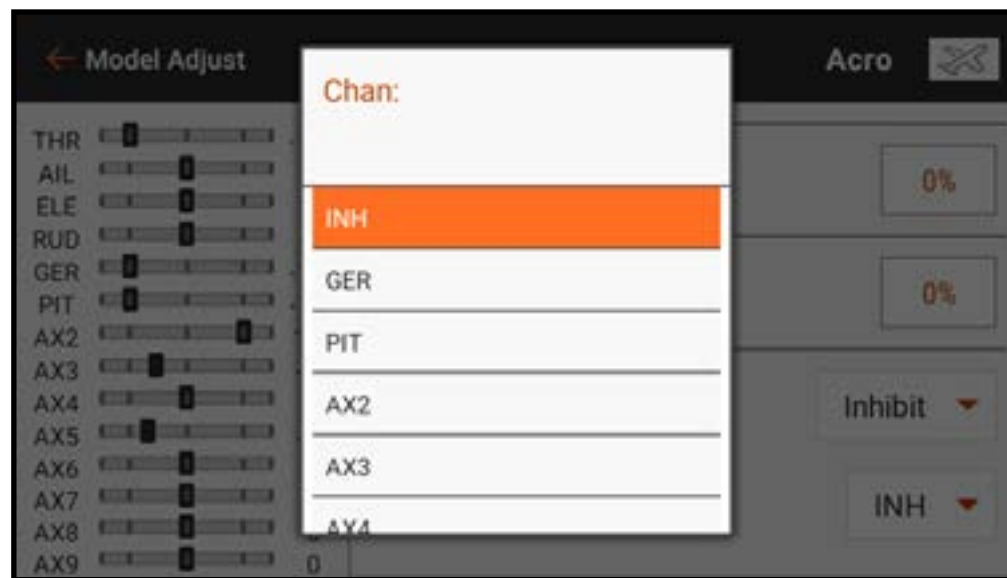 ← Model Adjust
Acro
Chan:
THR
AIL
ELE
RUD
GER
PIT
AX2
AX3
AX4
AX5
AX6
AX7
AX8
AX9
0
INH
GER
PIT
AX2
AX3
AX4
0%
0%
Inhibit
INH